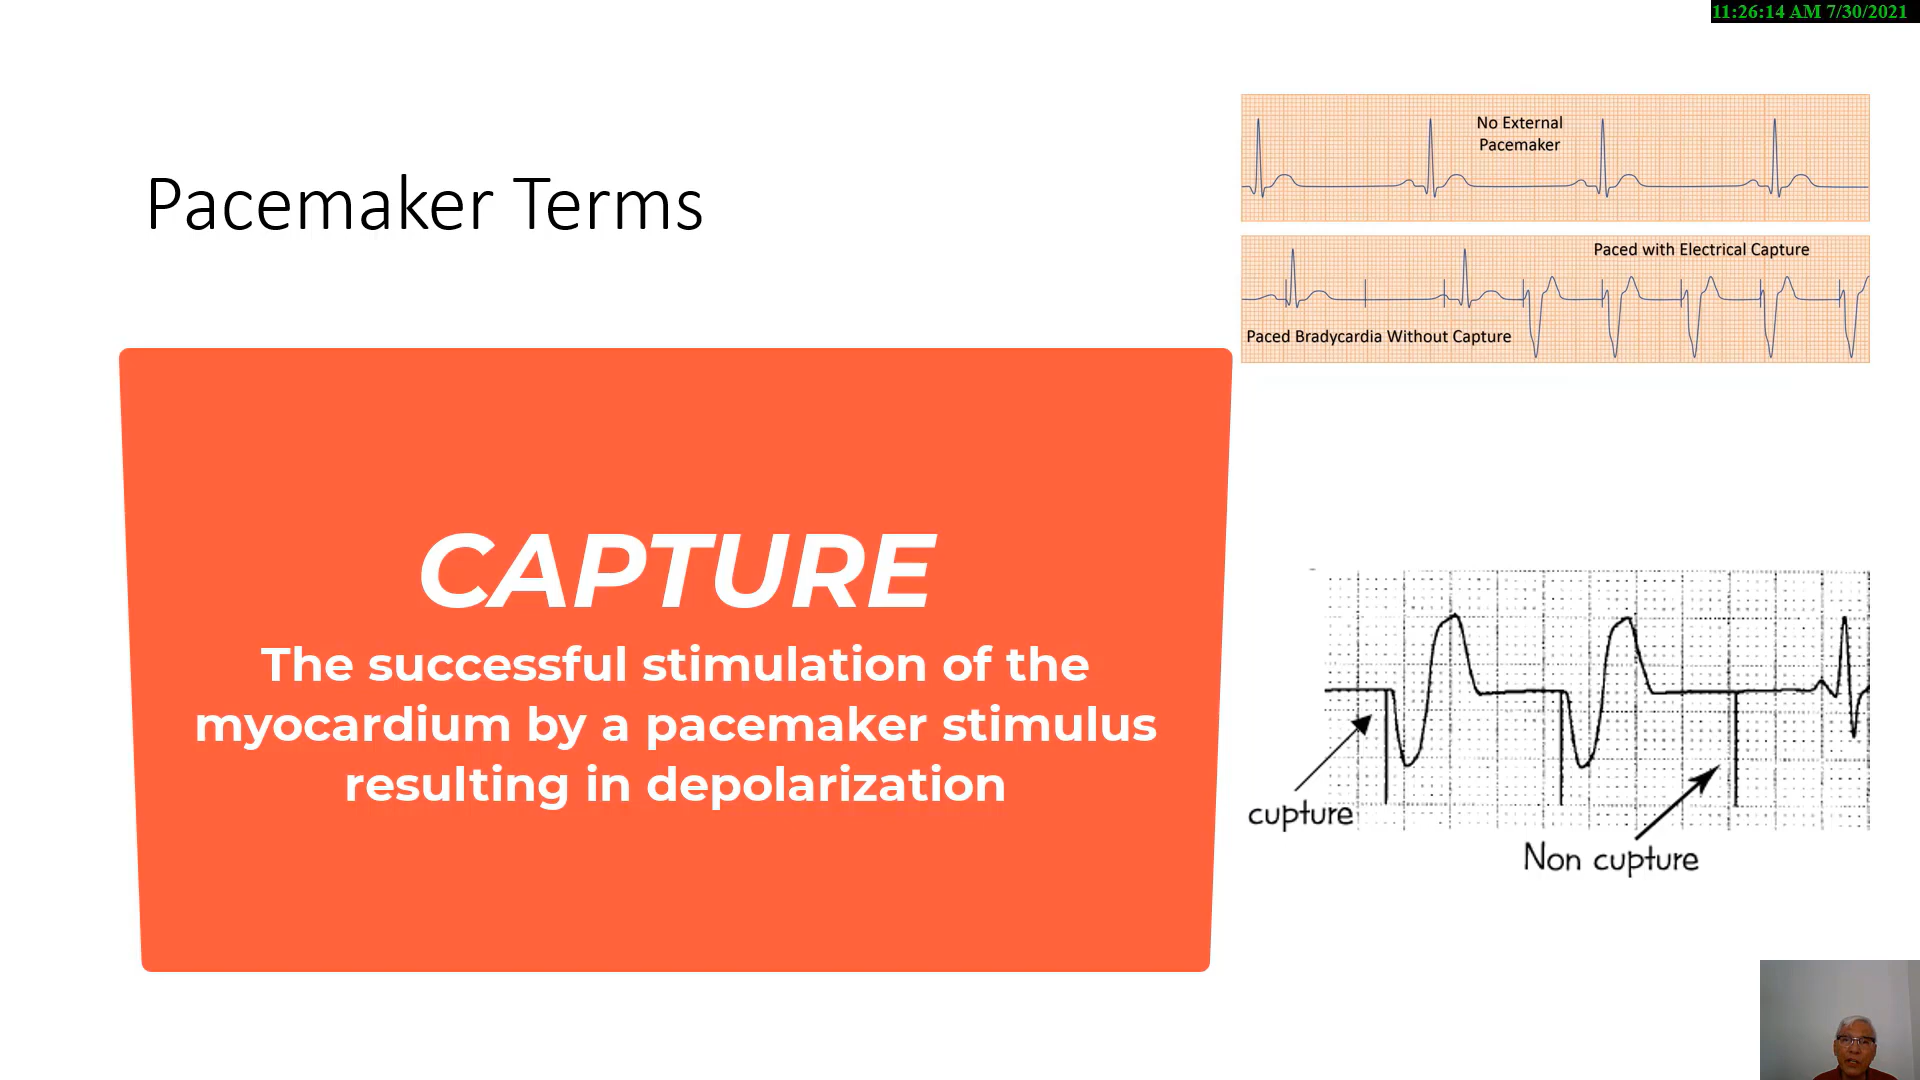 11:26:14 AM 7/30/2021
Pacemaker Terms
No External
Pacemaker
Paced with Electrical Capture
Paced Bradycardia Without Capture
CAPTURE
The successful stimulation of the
myocardium by a pacemaker stimulus
resulting in depolarization
cupture
Non cupture